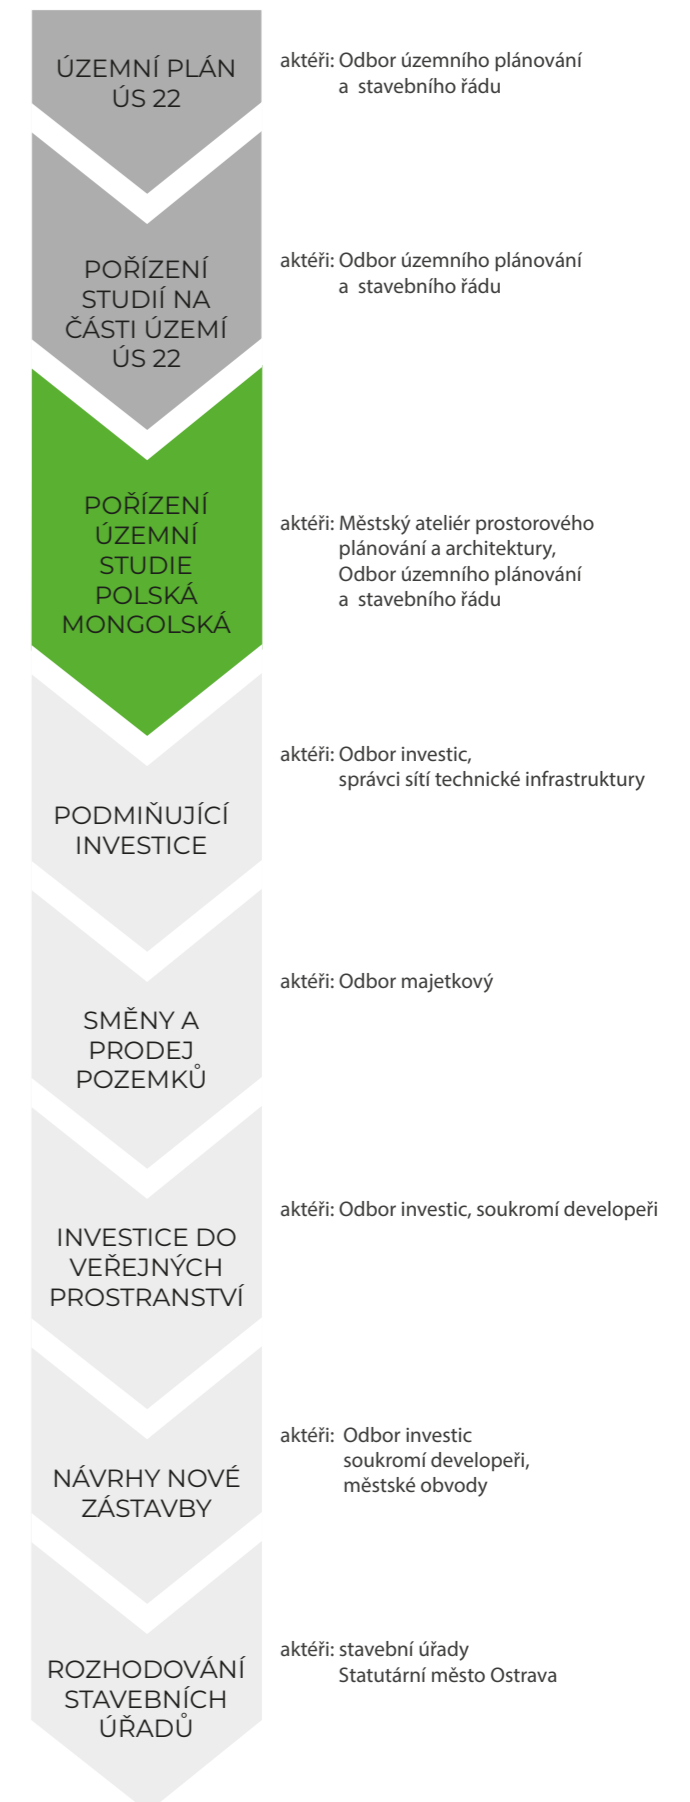 ÚZEMNÍ PLÁN
ÚS 22
aktéři: Odbor územního plánování
a stavebního řádu
POŘÍZENÍ
STUDIÍ NA
ČÁSTI ÚZEMÍ
ÚS 22
aktéři: Odbor územního plánování
a stavebního řádu
POŘÍZENÍ
ÚZEMNÍ
STUDIE
POLSKÁ
MONGOLSKÁ
aktéři: Městský ateliér prostorového
plánování a architektury,
Odbor územního plánování
a stavebního řádu
PODMIŇUJÍCÍ
INVESTICE
aktéři: Odbor investic,
správci sítí technické infrastruktury
SMĚNY A
PRODEJ
POZEMKŮ
aktéři: Odbor majetkový
INVESTICE DO
VEŘEJNÝCH
PROSTRANSTVÍ
aktéři: Odbor investic, soukromí developeři
NÁVRHY NOVÉ
ZÁSTAVBY
aktéři: Odbor investic
soukromí developeři,
městské obvody
ROZHODOVÁNÍ
STAVEBNÍCH
ÚŘADŮ
aktéři: stavební úřady
Statutární město Ostrava